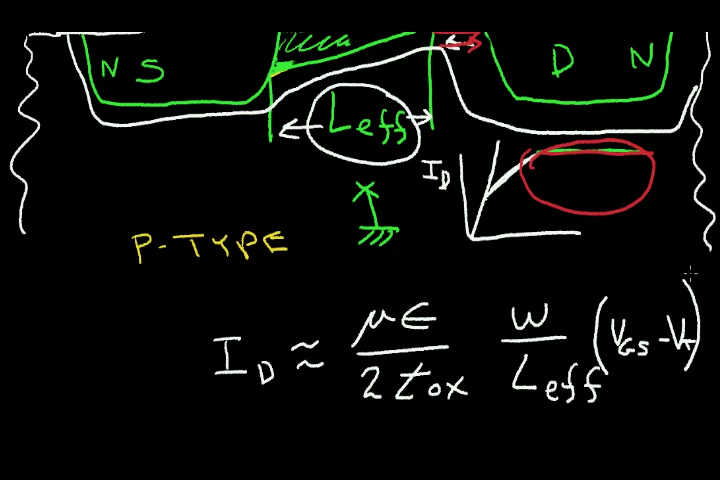 N S D N
Leff
ID
P-TYPE
ID ≈ με/2tox W/Leff (VGS-VT)